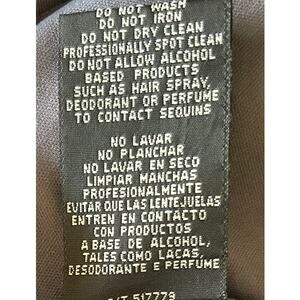 DO NOT WASH
DO NOT IRON
DO NOT DRY CLEAN
PROFESSIONALLY SPOT CLEAN
DO NOT ALLOW ALCOHOL
BASED PRODUCTS
SUCH AS HAIR SPRAY,
DEODORANT OR PERFUME
TO CONTACT SEQUINS
NO LAVAR
NO PLANCHAR
NO LAVAR EN SECO
LIMPIAR MANCHAS
PROFESIONALMENTE
EVITAR QUE LAS LENTEJUELAS
ENTREN EN CONTACTO
CON PRODUCTOS
A BASE DE ALCOHOL,
TALES COMO LACAS,
DESODORANTE E PERFUME
517779